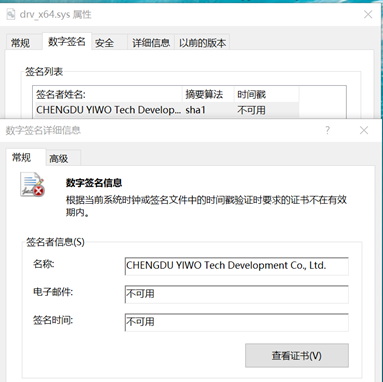 drv_x64.sys 属性
常规 数字签名 安全 详细信息 以前的版本
签名列表
签名者姓名: 摘要算法 时间戳
CHENGDU YIWO Tech Develop... sha1 不可用
数字签名详细信息 ?
常规 高级
数字签名信息
根据当前系统时钟或签名文件中的时间戳验证时要求的证书不在有效
期内。
签名者信息(S)
名称: CHENGDU YIWO Tech Development Co., Ltd.
电子邮件: 不可用
签名时间: 不可用
查看证书(V)